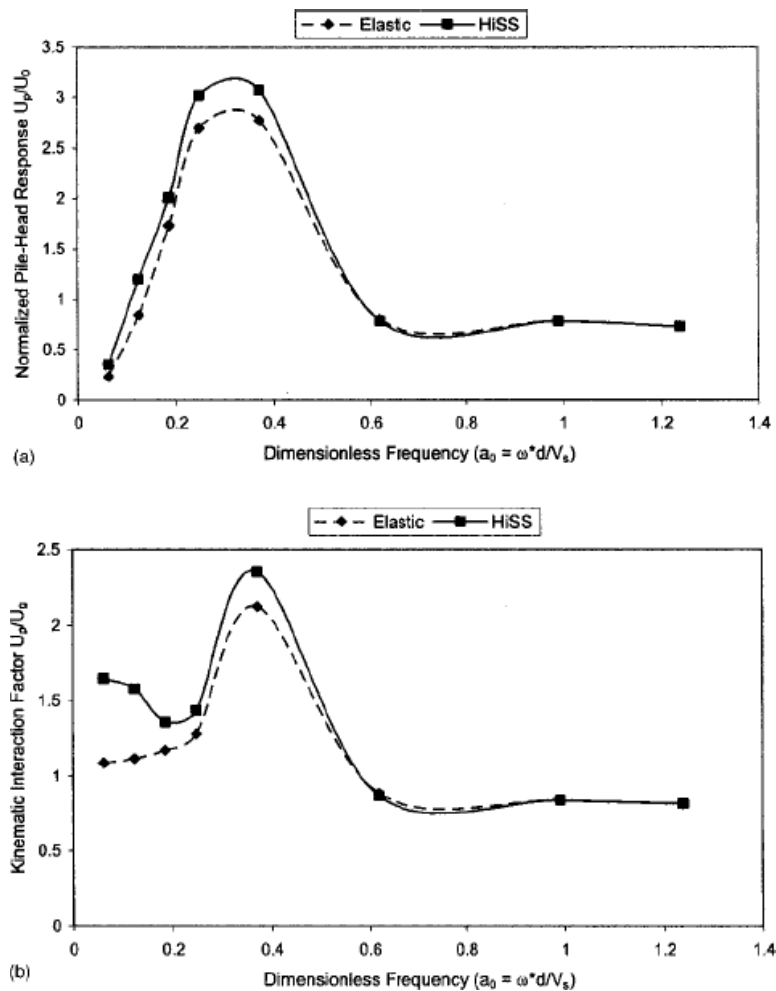 Elastic HiSS
Normalized Pile-Head Response Up/U0
3.5
3
2.5
2
1.5
1
0.5
0
0 0.2 0.4 0.6 0.8 1 1.2 1.4
Dimensionless Frequency (a0 = ω*d/Vs)
(a)
Elastic HiSS
Kinematic Interaction Factor Up/Ug
2.5
2
1.5
1
0.5
0
0 0.2 0.4 0.6 0.8 1 1.2 1.4
Dimensionless Frequency (a0 = ω*d/Vs)
(b)